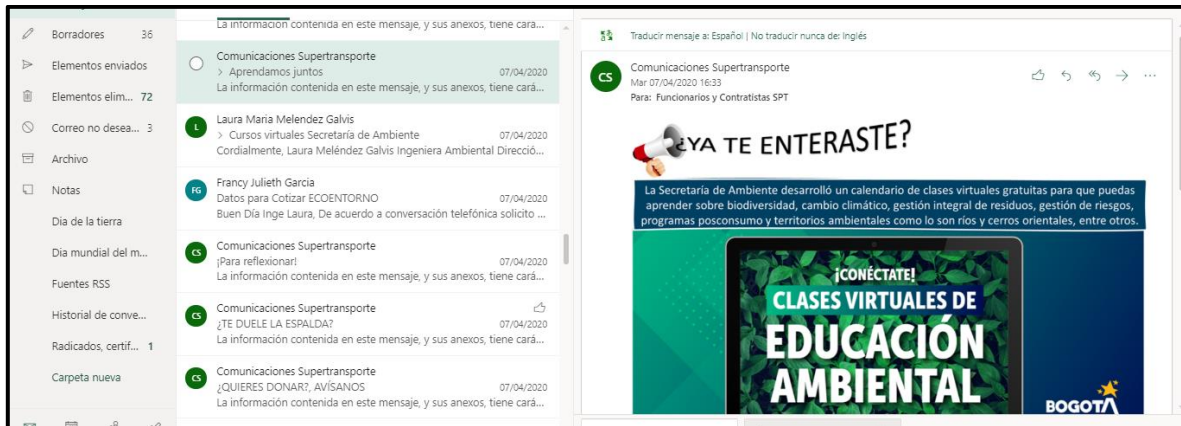 Borradores 36
Elementos enviados
Elementos elim... 72
Correo no desea... 3
Archivo
Notas
Dia de la tierra
Dia mundial del m...
Fuentes RSS
Historial de conve...
Radicados, certif... 1
Carpeta nueva
La información contenida en este mensaje, y sus anexos, tiene cará...
Comunicaciones Supertransporte
> Aprendamos juntos 07/04/2020
La información contenida en este mensaje, y sus anexos, tiene cará...
L
Laura Maria Melendez Galvis
> Cursos virtuales Secretaría de Ambiente 07/04/2020
Cordialmente, Laura Meléndez Galvis Ingeniera Ambiental Direcció...
FG
Francy Julieth Garcia
Datos para Cotizar ECOENTORNO 07/04/2020
Buen Día Inge Laura, De acuerdo a conversación telefónica solicito ...
CS
Comunicaciones Supertransporte
¡Para reflexionar! 07/04/2020
La información contenida en este mensaje, y sus anexos, tiene cará...
CS
Comunicaciones Supertransporte
¿TE DUELE LA ESPALDA? 07/04/2020
La información contenida en este mensaje, y sus anexos, tiene cará...
CS
Comunicaciones Supertransporte
¿QUIERES DONAR?, AVÍSANOS 07/04/2020
La información contenida en este mensaje, y sus anexos, tiene cará...
Traducir mensaje a: Español | No traducir nunca de: Inglés
CS
Comunicaciones Supertransporte
Mar 07/04/2020 16:33
Para: Funcionarios y Contratistas SPT
¿YA TE ENTERASTE?
La Secretaría de Ambiente desarrolló un calendario de clases virtuales gratuitas para que puedas
aprender sobre biodiversidad, cambio climático, gestión integral de residuos, gestión de riesgos,
programas posconsumo y territorios ambientales como lo son ríos y cerros orientales, entre otros.
¡CONÉCTATE!
CLASES VIRTUALES DE
EDUCACIÓN
AMBIENTAL
BOGOTÁ